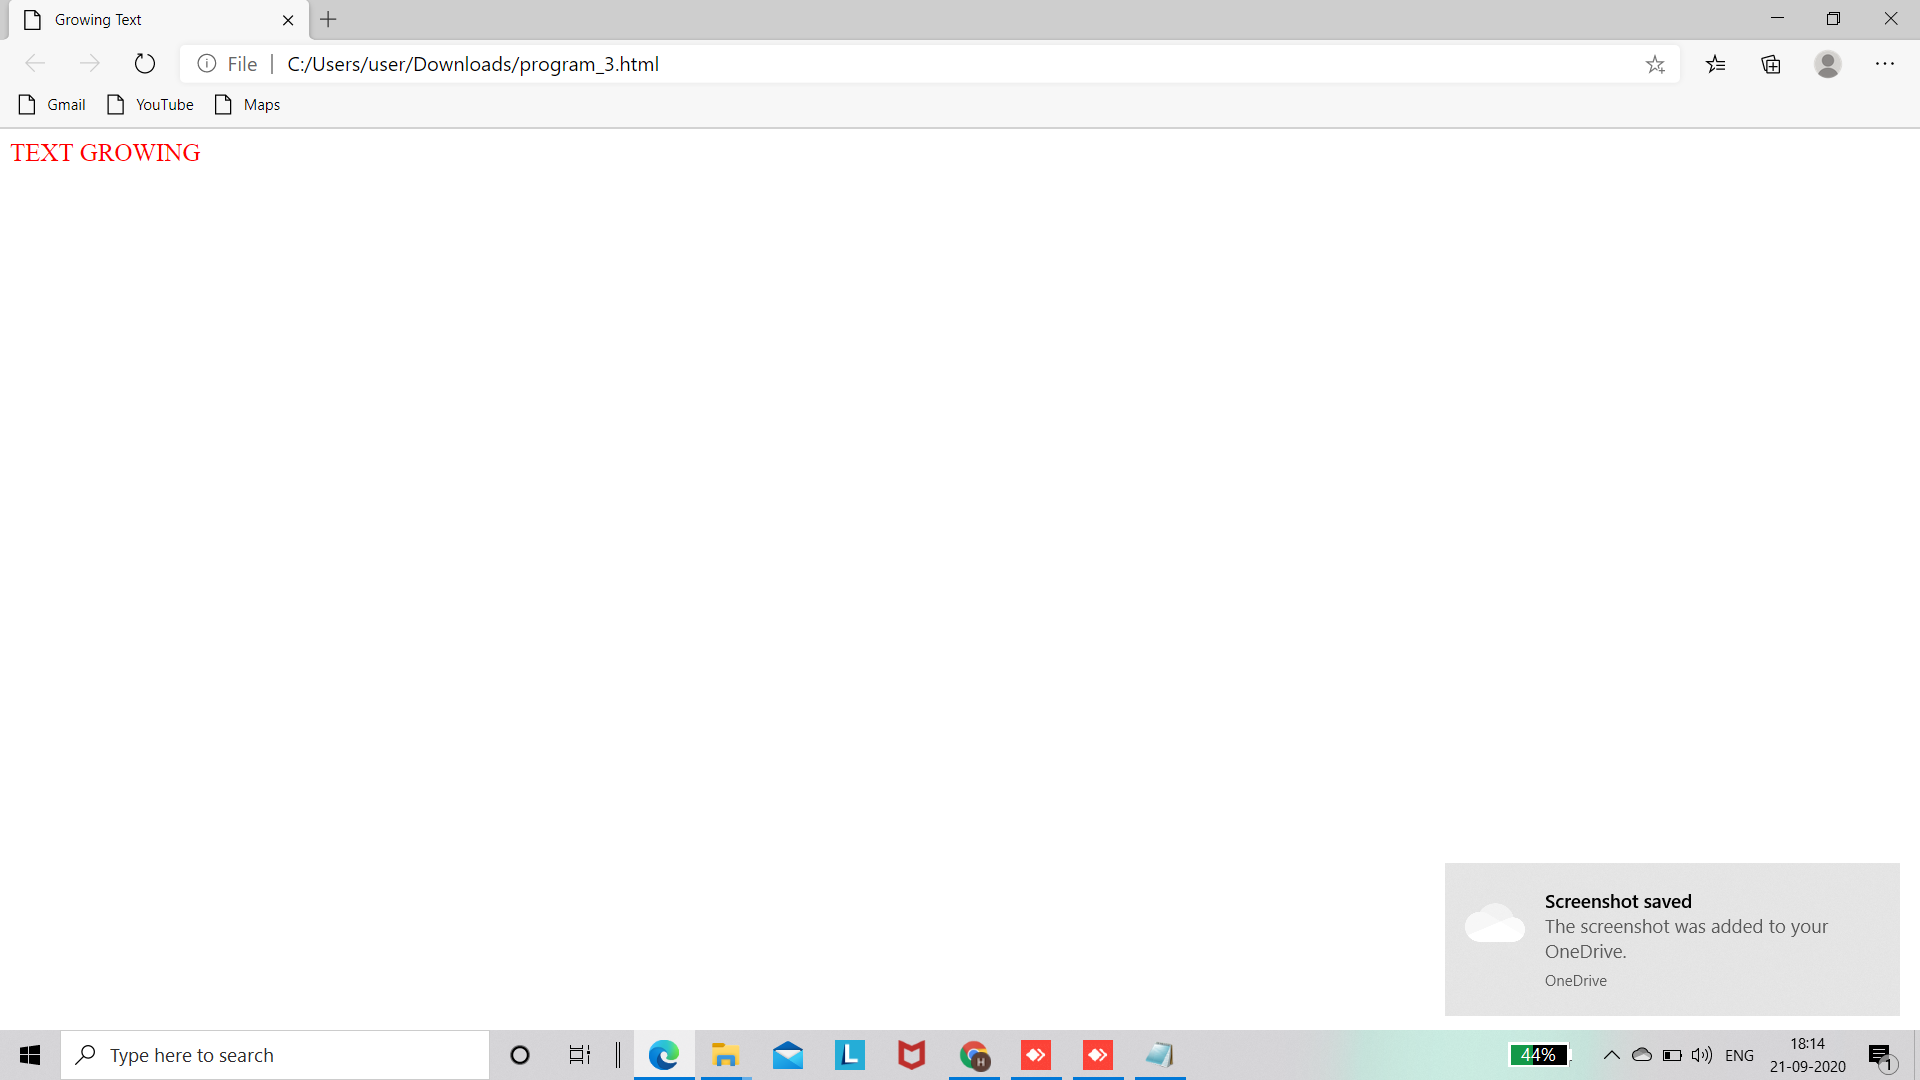 Growing Text
File | C:/Users/user/Downloads/program_3.html
Gmail YouTube Maps
TEXT GROWING
Screenshot saved
The screenshot was added to your
OneDrive.
OneDrive
Type here to search
L
H
44%
ENG
18:14
21-09-2020
1